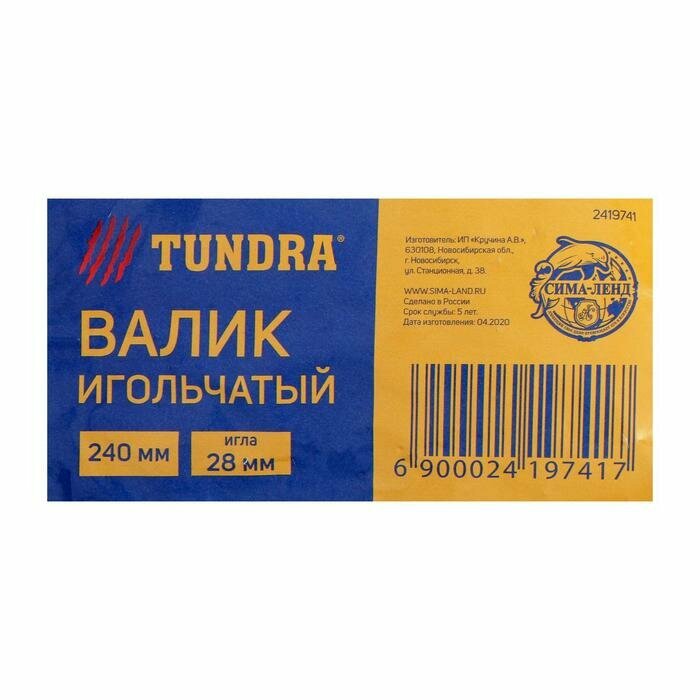 TUNDRA®
ВАЛИК
ИГОЛЬЧАТЫЙ
240 мм
игла
28 мм
2419741
Изготовитель: ИП «Кручина А.В.»,
630108, Новосибирская обл.,
г. Новосибирск,
ул. Станционная, д. 38.
WWW.SIMA-LAND.RU
Сделано в России
Срок службы: 5 лет.
Дата изготовления: 04.2020
СИМА-ЛЕНД
6 900024 197417